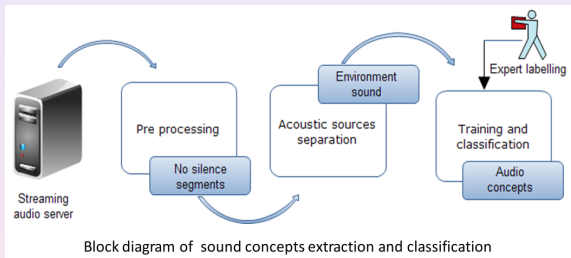 Streaming
audio server
Pre processing
No silence
segments
Acoustic sources
separation
Environment
sound
Expert labelling
Training and
classification
Audio
concepts
Block diagram of sound concepts extraction and classification